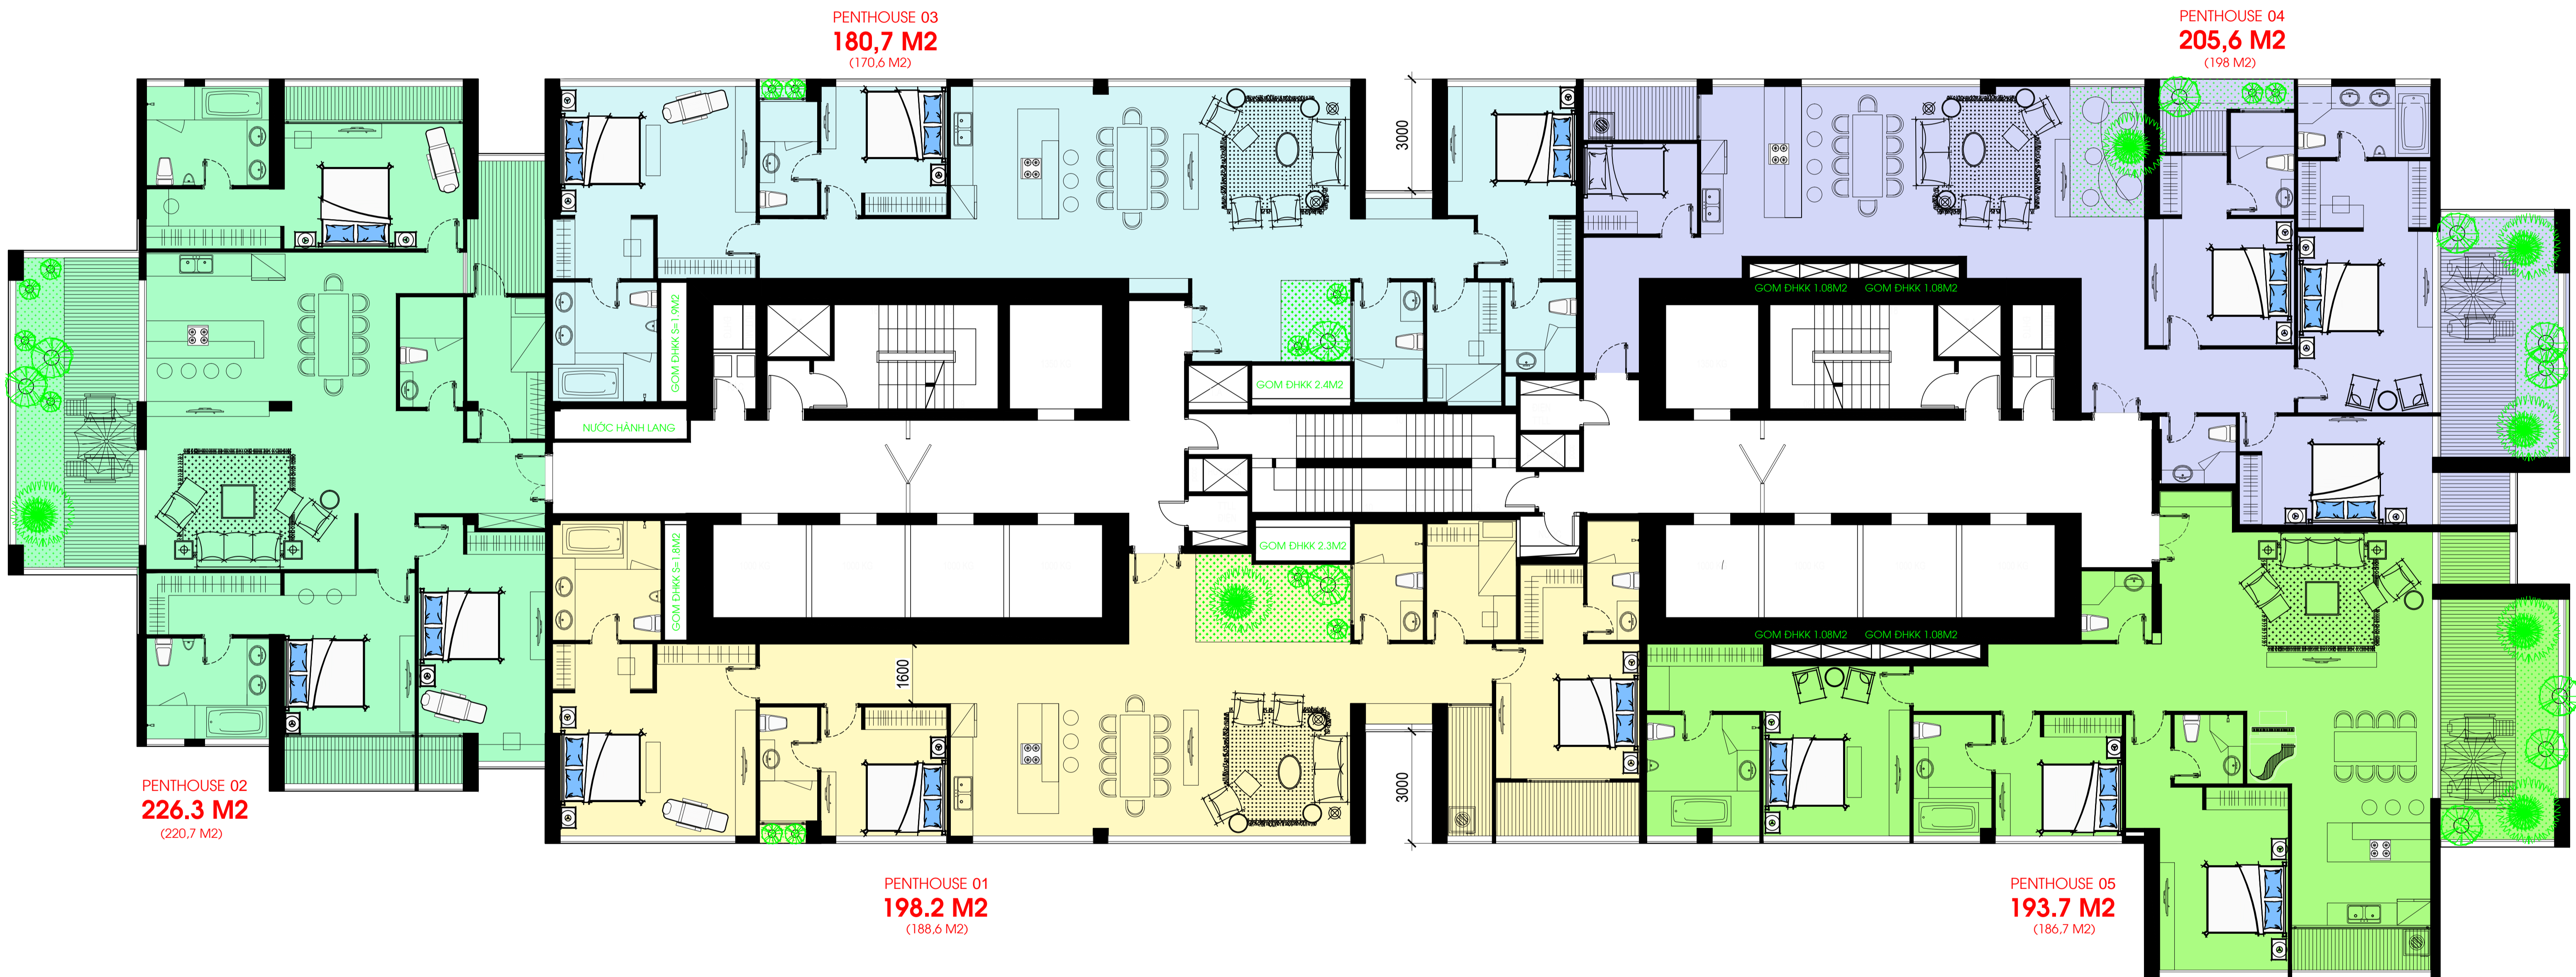 PENTHOUSE 03
180,7 M2
(170,6 M2)
PENTHOUSE 04
205,6 M2
(198 M2)
3000
GOM ĐHKK 1.08M2
GOM ĐHKK 1.08M2
GOM ĐHKK S=1.9M2
GOM ĐHKK 2.4M2
NƯỚC HÀNH LANG
GOM ĐHKK S=1.8M2
GOM ĐHKK 2.3M2
GOM ĐHKK 1.08M2
GOM ĐHKK 1.08M2
1600
3000
PENTHOUSE 02
226.3 M2
(220,7 M2)
PENTHOUSE 01
198.2 M2
(188,6 M2)
PENTHOUSE 05
193.7 M2
(186,7 M2)